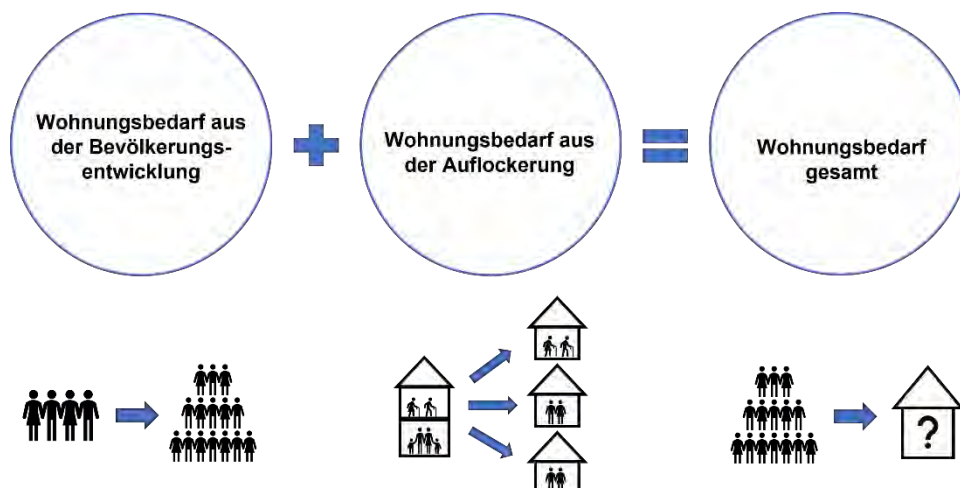 Wohnungsbedarf aus
der Bevölkerungs-
entwicklung
Wohnungsbedarf aus
der Auflockerung
Wohnungsbedarf
gesamt
?